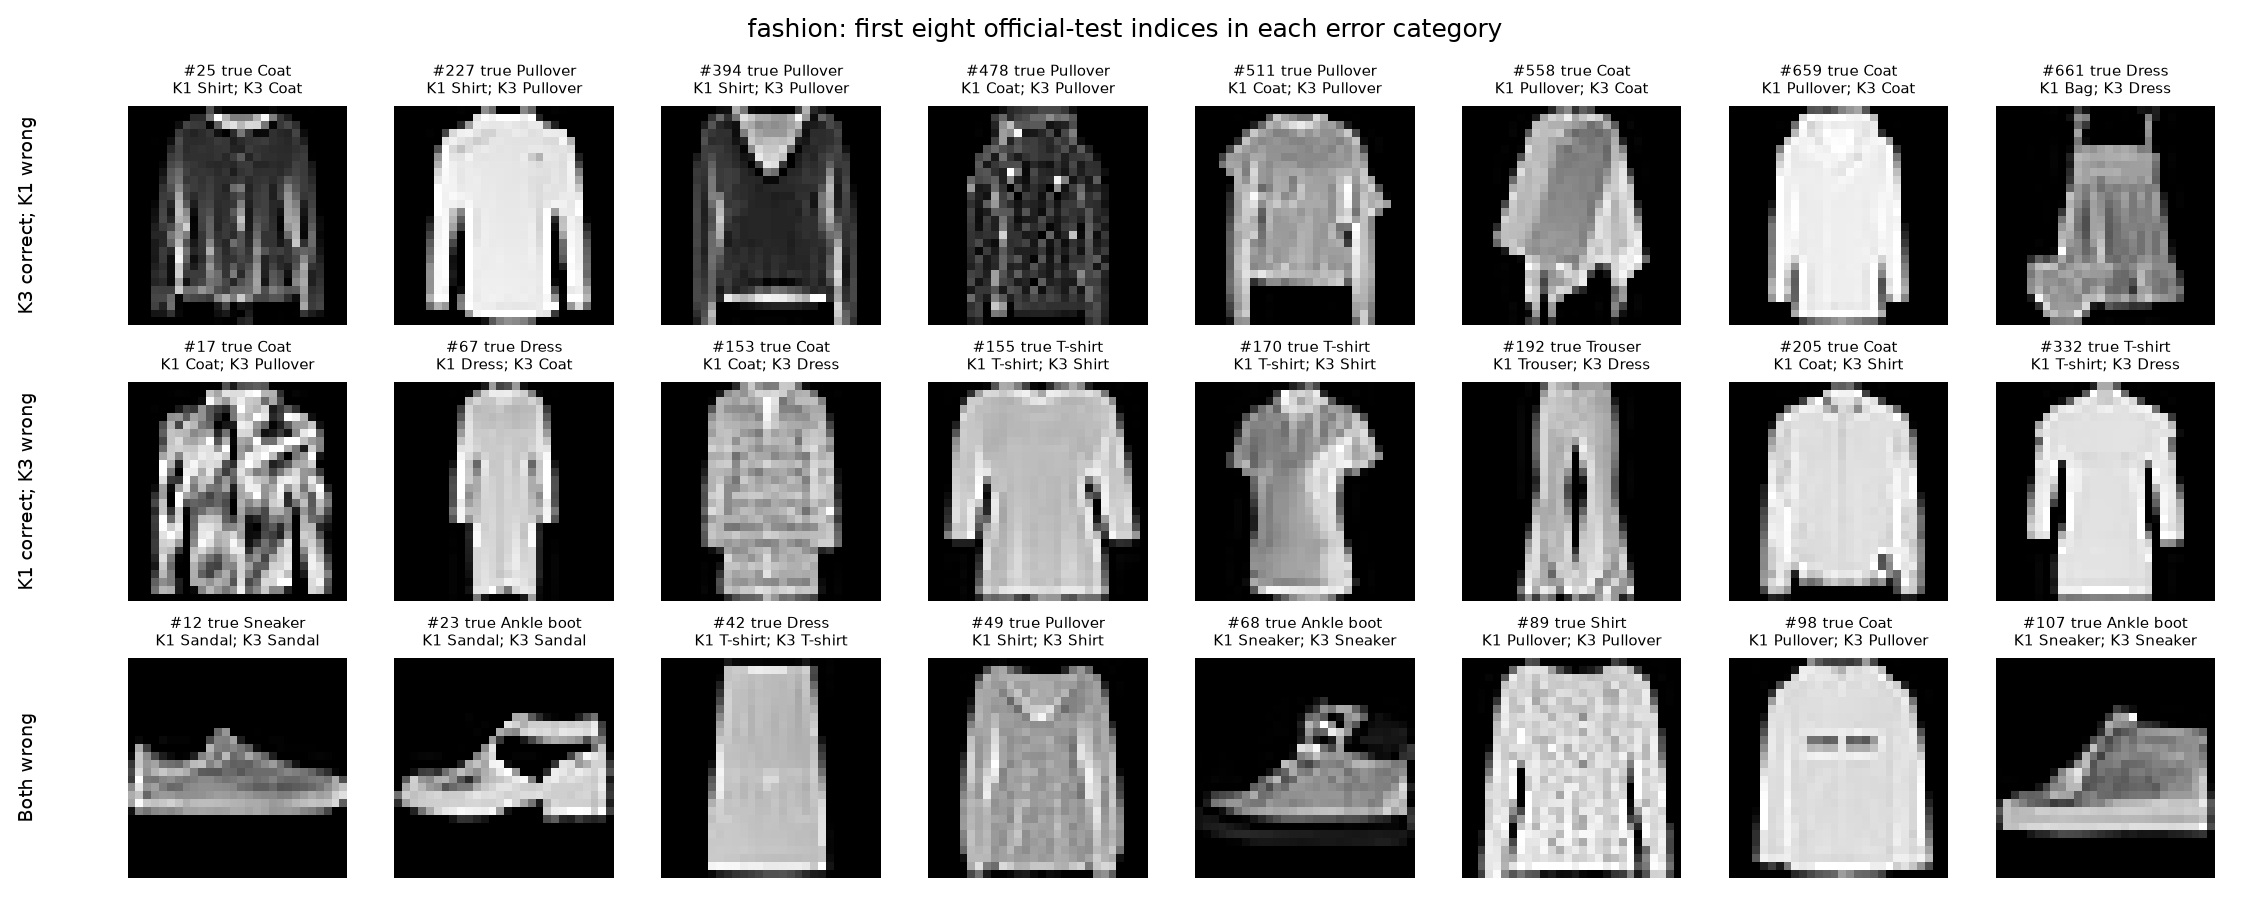 fashion: first eight official-test indices in each error category
K3 correct; K1 wrong
#25 true Coat
K1 Shirt; K3 Coat
#227 true Pullover
K1 Shirt; K3 Pullover
#394 true Pullover
K1 Shirt; K3 Pullover
#478 true Pullover
K1 Coat; K3 Pullover
#511 true Pullover
K1 Coat; K3 Pullover
#558 true Coat
K1 Pullover; K3 Coat
#659 true Coat
K1 Pullover; K3 Coat
#661 true Dress
K1 Bag; K3 Dress
K1 correct; K3 wrong
#17 true Coat
K1 Coat; K3 Pullover
#67 true Dress
K1 Dress; K3 Coat
#153 true Coat
K1 Coat; K3 Dress
#155 true T-shirt
K1 T-shirt; K3 Shirt
#170 true T-shirt
K1 T-shirt; K3 Shirt
#192 true Trouser
K1 Trouser; K3 Dress
#205 true Coat
K1 Coat; K3 Shirt
#332 true T-shirt
K1 T-shirt; K3 Dress
Both wrong
#12 true Sneaker
K1 Sandal; K3 Sandal
#23 true Ankle boot
K1 Sandal; K3 Sandal
#42 true Dress
K1 T-shirt; K3 T-shirt
#49 true Pullover
K1 Shirt; K3 Shirt
#68 true Ankle boot
K1 Sneaker; K3 Sneaker
#89 true Shirt
K1 Pullover; K3 Pullover
#98 true Coat
K1 Pullover; K3 Pullover
#107 true Ankle boot
K1 Sneaker; K3 Sneaker